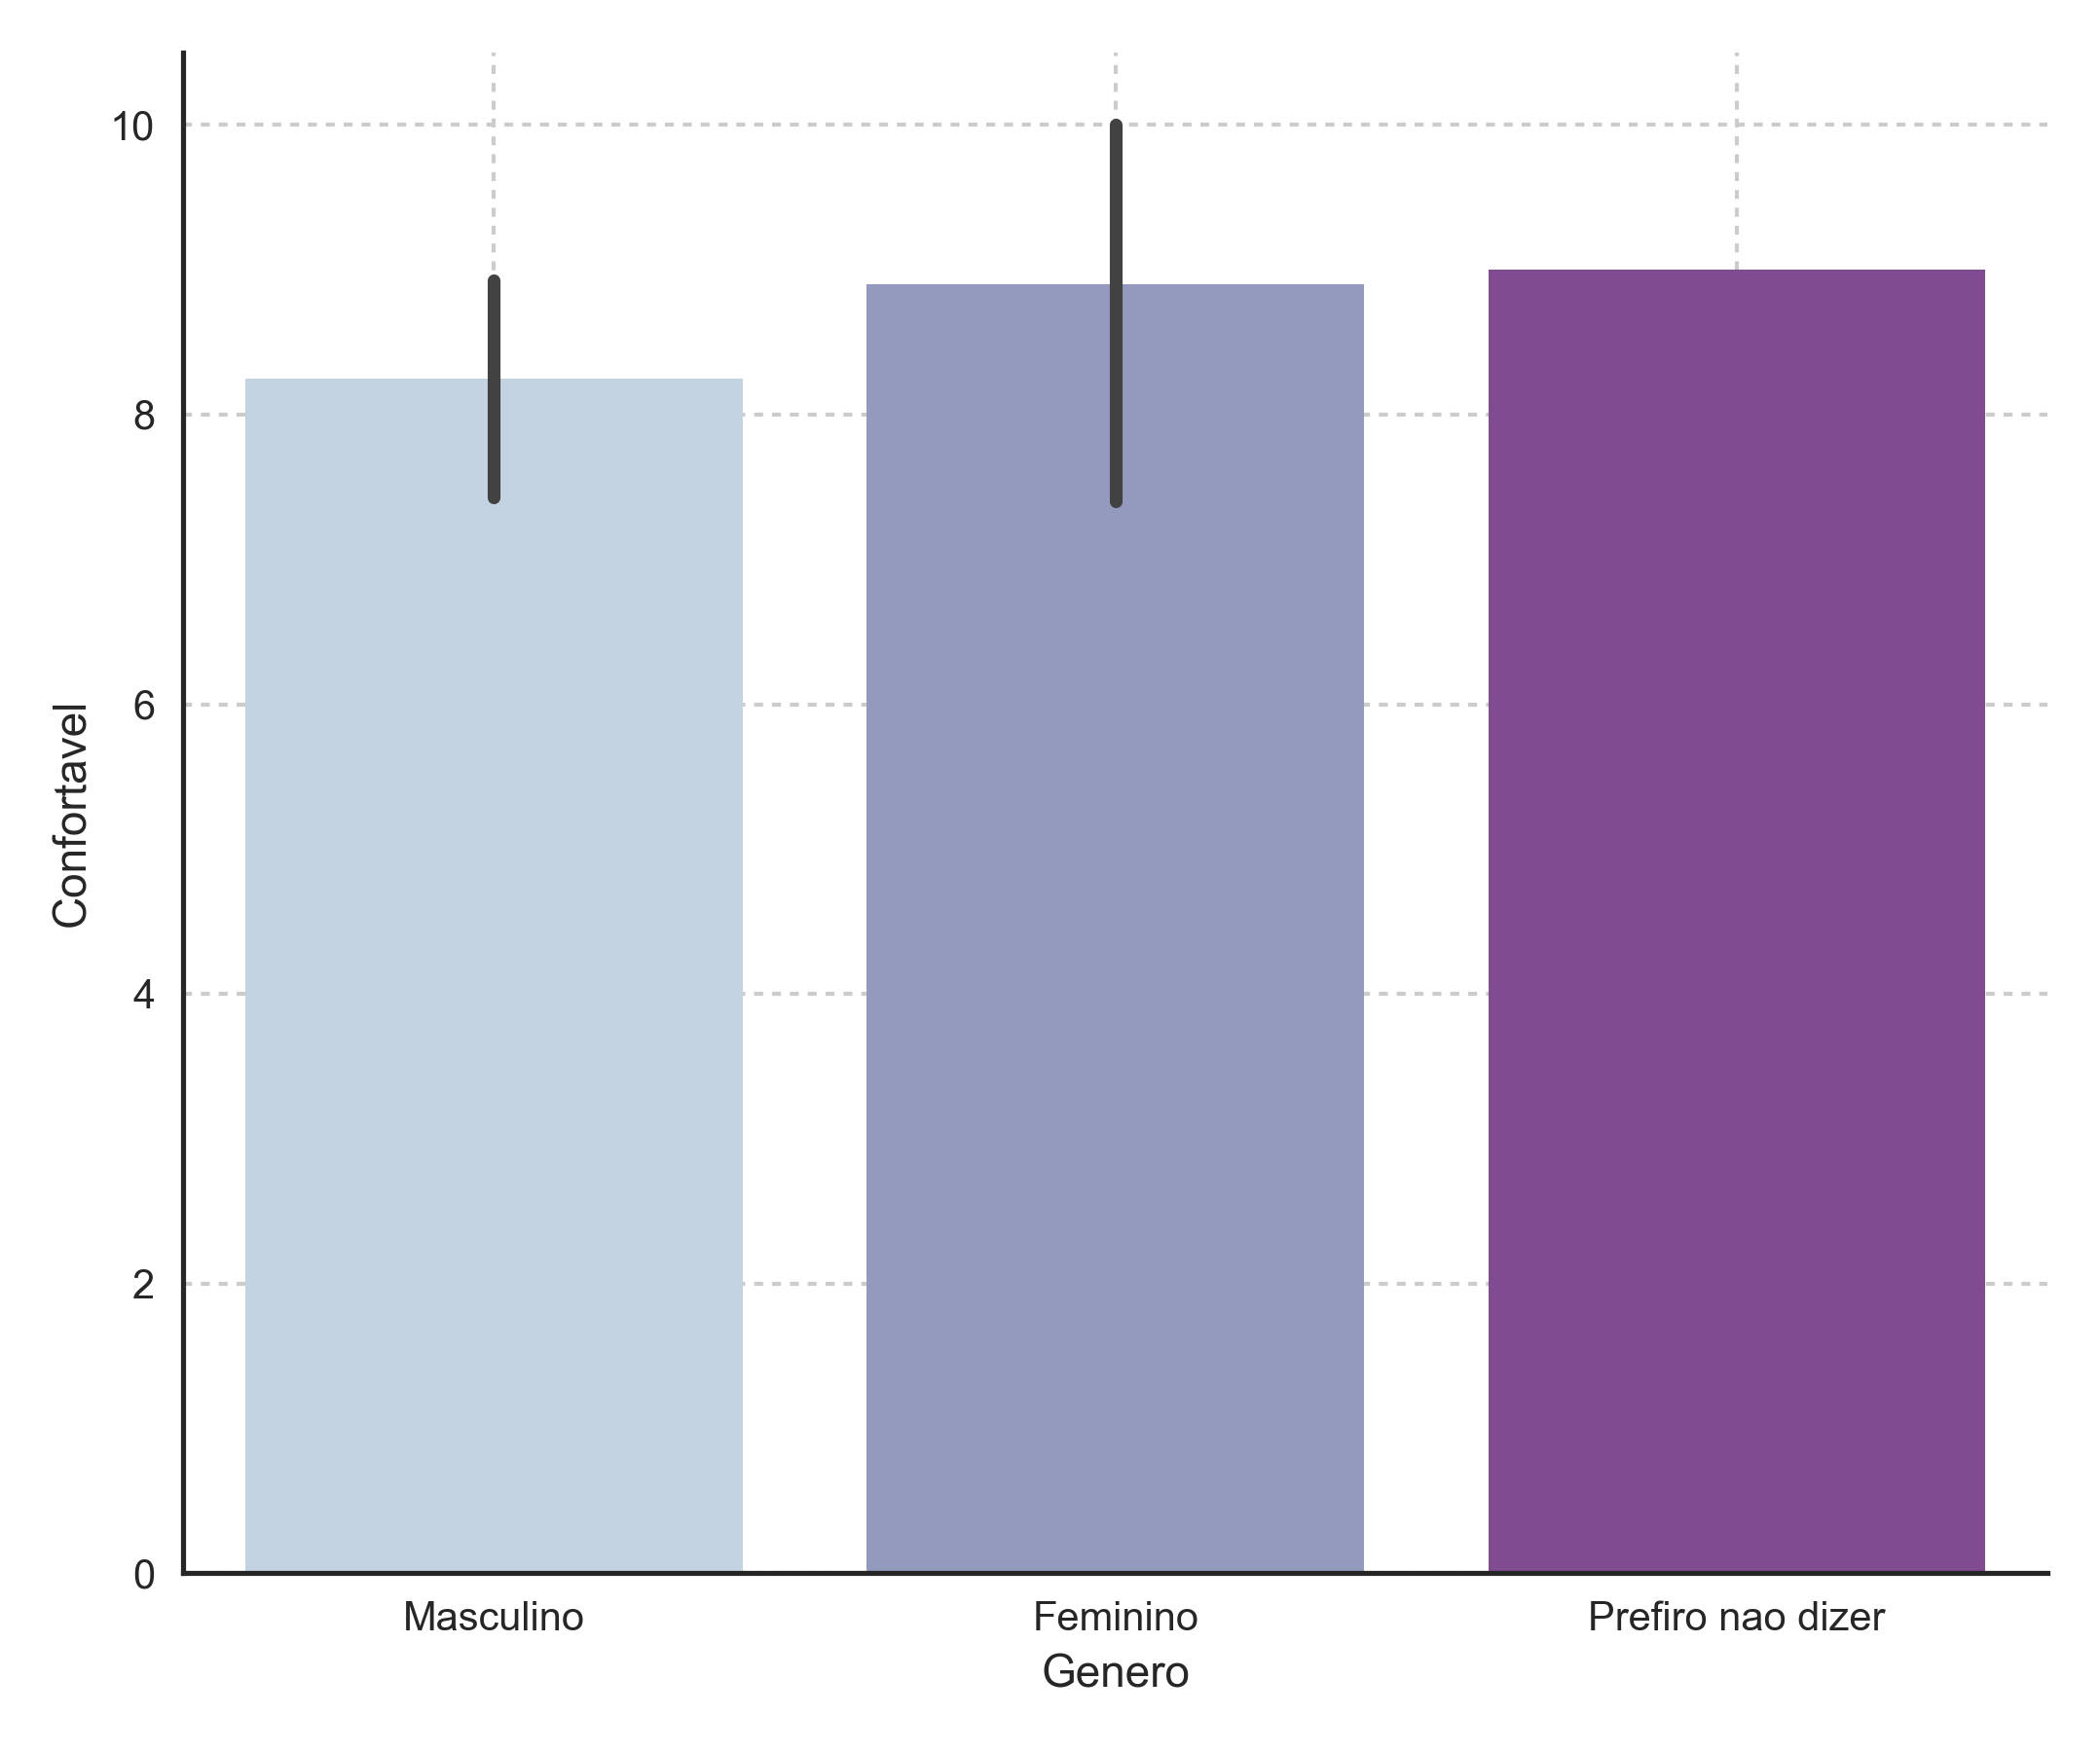 10
8
6
4
2
0
Confortavel
Masculino
Feminino
Prefiro nao dizer
Genero